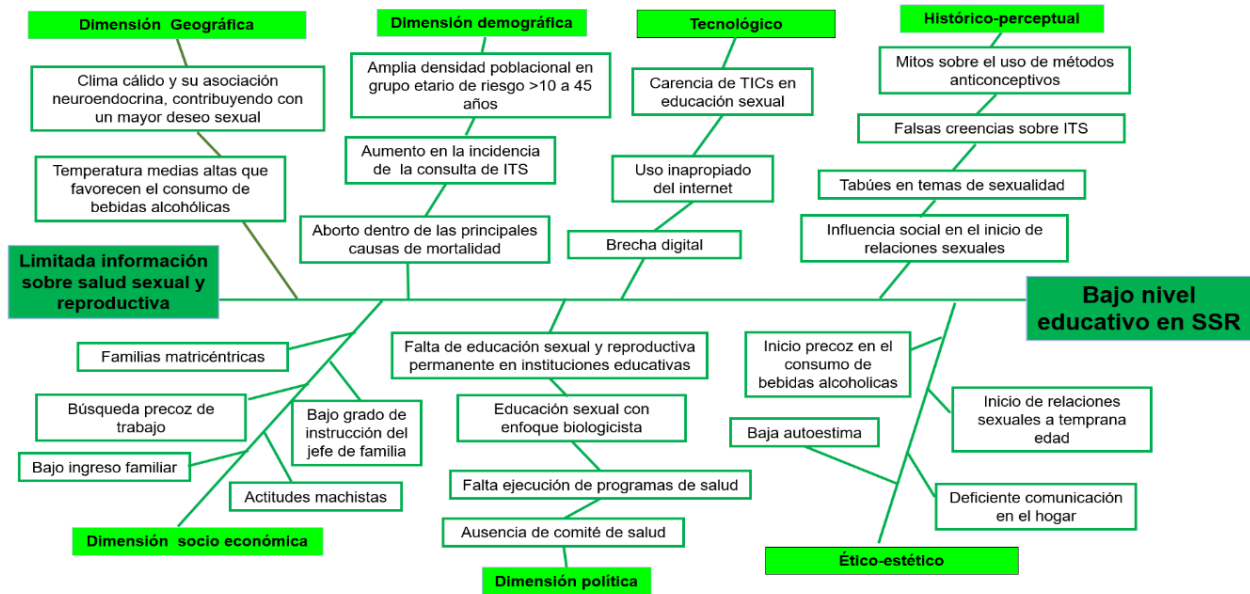 Dimensión Geográfica
Clima cálido y su asociación
neuroendocrina, contribuyendo con
un mayor deseo sexual
Temperatura medias altas que
favorecen el consumo de
bebidas alcohólicas
Dimensión demográfica
Amplia densidad poblacional en
grupo etario de riesgo >10 a 45
años
Aumento en la incidencia
de la consulta de ITS
Aborto dentro de las principales
causas de mortalidad
Tecnológico
Carencia de TICs en
educación sexual
Uso inapropiado
del internet
Brecha digital
Histórico-perceptual
Mitos sobre el uso de métodos
anticonceptivos
Falsas creencias sobre ITS
Tabúes en temas de sexualidad
Influencia social en el inicio de
relaciones sexuales
Limitada información
sobre salud sexual y
reproductiva
Bajo nivel
educativo en SSR
Familias matricéntricas
Búsqueda precoz de
trabajo
Bajo ingreso familiar
Bajo grado de
instrucción del
jefe de familia
Actitudes machistas
Dimensión socio económica
Falta de educación sexual y reproductiva
permanente en instituciones educativas
Educación sexual con
enfoque biologicista
Falta ejecución de programas de salud
Ausencia de comité de salud
Dimensión política
Inicio precoz en el
consumo de
bebidas alcoholicas
Baja autoestima
Inicio de relaciones
sexuales a temprana
edad
Deficiente comunicación
en el hogar
Ético-estético